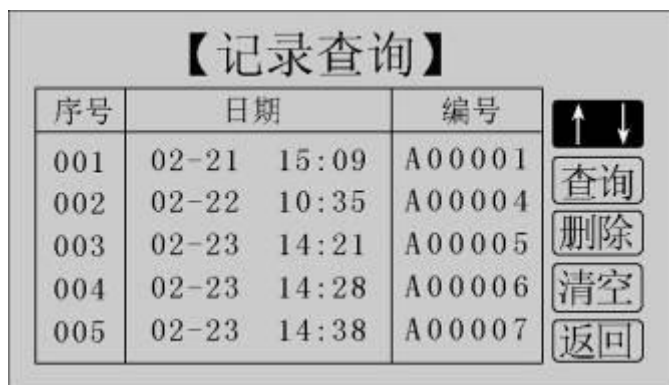 【记录查询】
序号 日期 编号
↑ ↓
001 02-21 15:09 A00001
查询
002 02-22 10:35 A00004
删除
003 02-23 14:21 A00005
004 02-23 14:28 A00006
清空
005 02-23 14:38 A00007
返回